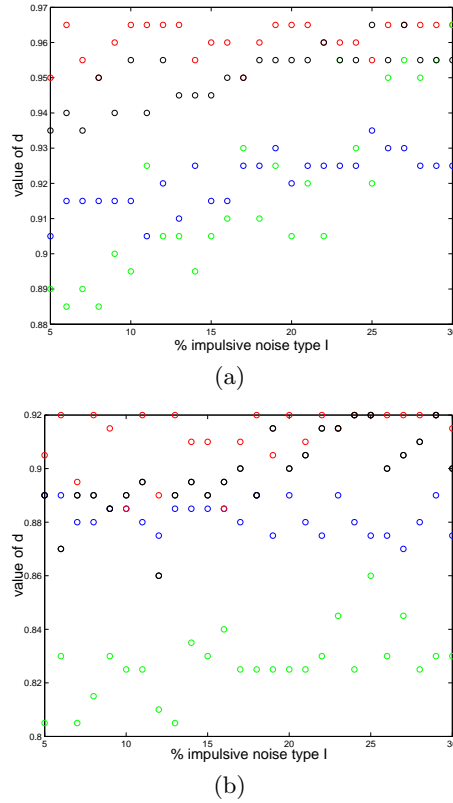 0.97
0.96
0.95
0.94
0.93
0.92
0.91
0.9
0.89
0.88
value of d
5 10 15 20 25 30
% impulsive noise type I
(a)
0.92
0.9
0.88
0.86
0.84
0.82
0.8
value of d
5 10 15 20 25 30
% impulsive noise type I
(b)